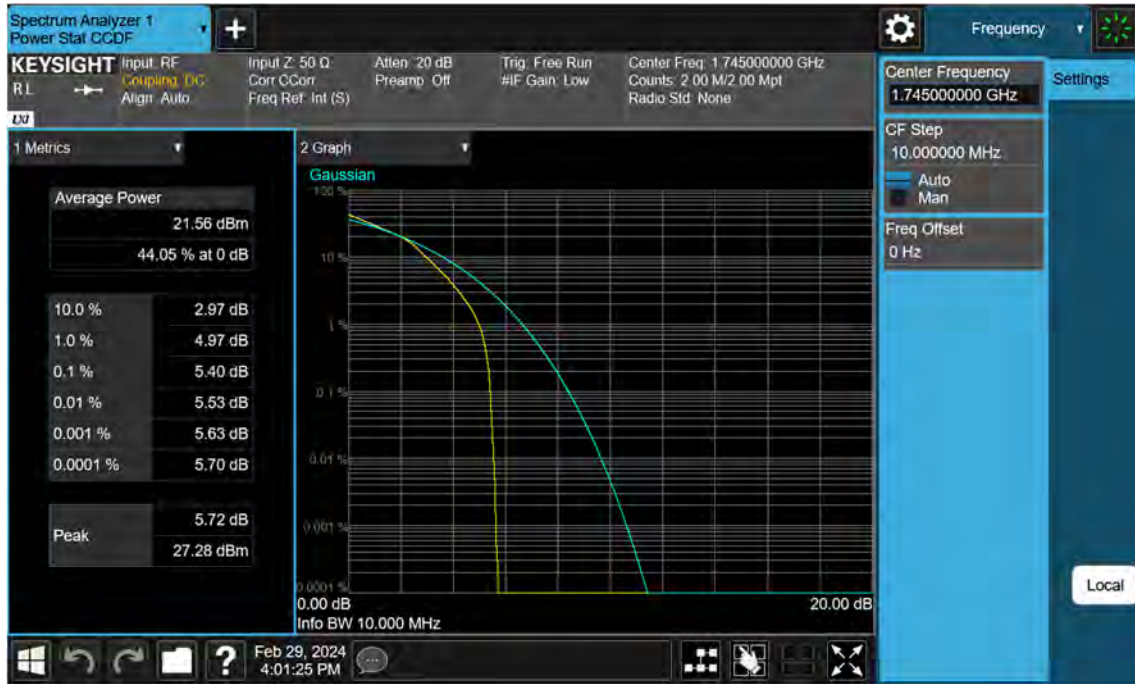 Spectrum Analyzer 1
Power Stat CCDF
+
Frequency
KEYSIGHT
RL
LXI
Input: RF
Coupling: DC
Align: Auto
Input Z: 50 Ω
Corr CCorr
Freq Ref: Int (S)
Atten: 20 dB
Preamp: Off
Trig: Free Run
#IF Gain: Low
Center Freq: 1.745000000 GHz
Counts: 2.00 M/2.00 Mpt
Radio Std: None
Center Frequency
1.745000000 GHz
Settings
CF Step
10.000000 MHz
Auto
Man
Freq Offset
0 Hz
1 Metrics
Average Power
21.56 dBm
44.05 % at 0 dB
10.0 % 2.97 dB
1.0 % 4.97 dB
0.1 % 5.40 dB
0.01 % 5.53 dB
0.001 % 5.63 dB
0.0001 % 5.70 dB
Peak
5.72 dB
27.28 dBm
2 Graph
Gaussian
100 %
10 %
1 %
0.1 %
0.01 %
0.001 %
0.0001 %
0.00 dB 20.00 dB
Info BW 10.000 MHz
Local
?
Feb 29, 2024
4:01:25 PM